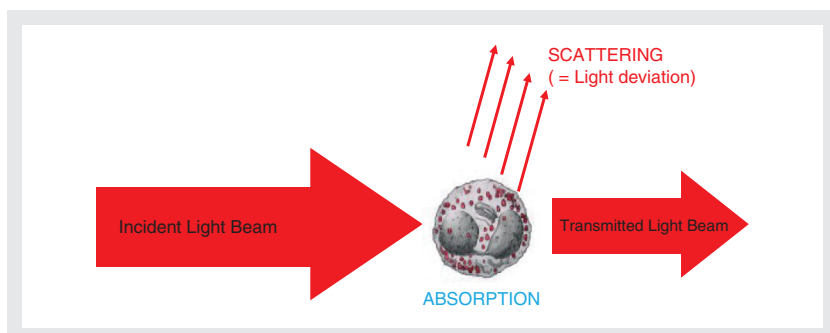 SCATTERING
( = Light deviation)
Incident Light Beam
Transmitted Light Beam
ABSORPTION